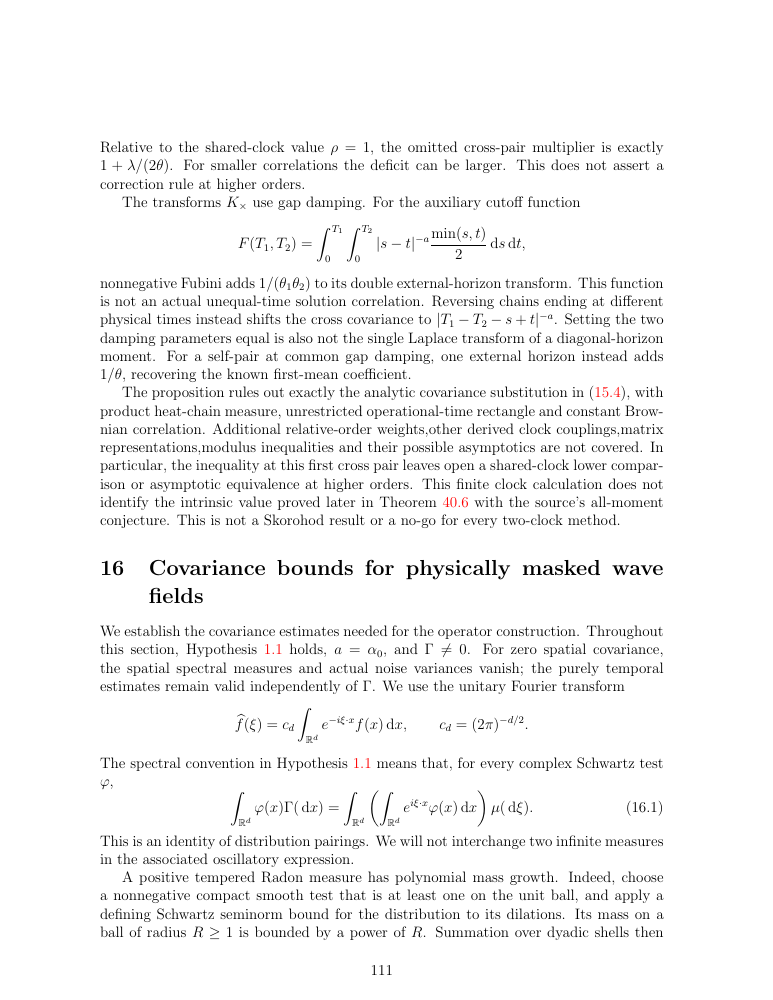 Relative to the shared-clock value ρ = 1, the omitted cross-pair multiplier is exactly
1 + λ/(2θ). For smaller correlations the deficit can be larger. This does not assert a
correction rule at higher orders.
The transforms K× use gap damping. For the auxiliary cutoff function
F(T₁, T₂) = ∫₀^{T₁} ∫₀^{T₂} |s − t|^{−a} min(s, t)/2 ds dt,
nonnegative Fubini adds 1/(θ₁θ₂) to its double external-horizon transform. This function
is not an actual unequal-time solution correlation. Reversing chains ending at different
physical times instead shifts the cross covariance to |T₁ − T₂ − s + t|^{−a}. Setting the two
damping parameters equal is also not the single Laplace transform of a diagonal-horizon
moment. For a self-pair at common gap damping, one external horizon instead adds
1/θ, recovering the known first-mean coefficient.
The proposition rules out exactly the analytic covariance substitution in (15.4), with
product heat-chain measure, unrestricted operational-time rectangle and constant Brow-
nian correlation. Additional relative-order weights,other derived clock couplings,matrix
representations,modulus inequalities and their possible asymptotics are not covered. In
particular, the inequality at this first cross pair leaves open a shared-clock lower compar-
ison or asymptotic equivalence at higher orders. This finite clock calculation does not
identify the intrinsic value proved later in Theorem 40.6 with the source's all-moment
conjecture. This is not a Skorohod result or a no-go for every two-clock method.
16 Covariance bounds for physically masked wave
fields
We establish the covariance estimates needed for the operator construction. Throughout
this section, Hypothesis 1.1 holds, a = α₀, and Γ ≠ 0. For zero spatial covariance,
the spatial spectral measures and actual noise variances vanish; the purely temporal
estimates remain valid independently of Γ. We use the unitary Fourier transform
f̂(ξ) = c_d ∫_{ℝ^d} e^{−iξ·x} f(x) dx, c_d = (2π)^{−d/2}.
The spectral convention in Hypothesis 1.1 means that, for every complex Schwartz test
φ,
∫_{ℝ^d} φ(x)Γ( dx) = ∫_{ℝ^d} (∫_{ℝ^d} e^{iξ·x} φ(x) dx) μ( dξ). (16.1)
This is an identity of distribution pairings. We will not interchange two infinite measures
in the associated oscillatory expression.
A positive tempered Radon measure has polynomial mass growth. Indeed, choose
a nonnegative compact smooth test that is at least one on the unit ball, and apply a
defining Schwartz seminorm bound for the distribution to its dilations. Its mass on a
ball of radius R ≥ 1 is bounded by a power of R. Summation over dyadic shells then
111